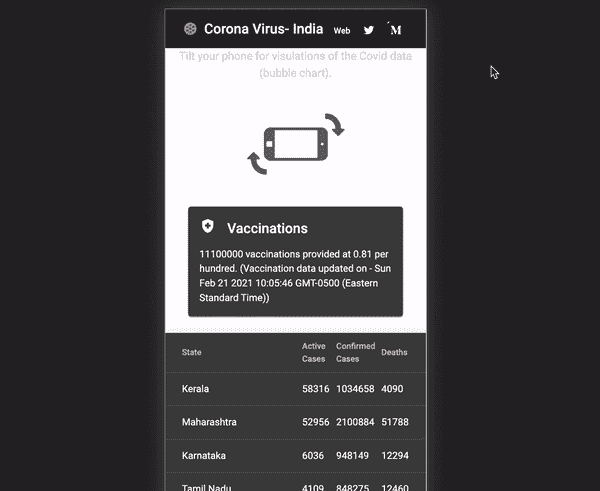 Corona Virus- India Web M
Tilt your phone for visulations of the Covid data
(bubble chart).
Vaccinations
11100000 vaccinations provided at 0.81 per
hundred. (Vaccination data updated on - Sun
Feb 21 2021 10:05:46 GMT-0500 (Eastern
Standard Time))
State Active Cases Confirmed Cases Deaths
Kerala 58316 1034658 4090
Maharashtra 52956 2100884 51788
Karnataka 6036 948149 12294
Tamil Nadu 4109 848275 12460